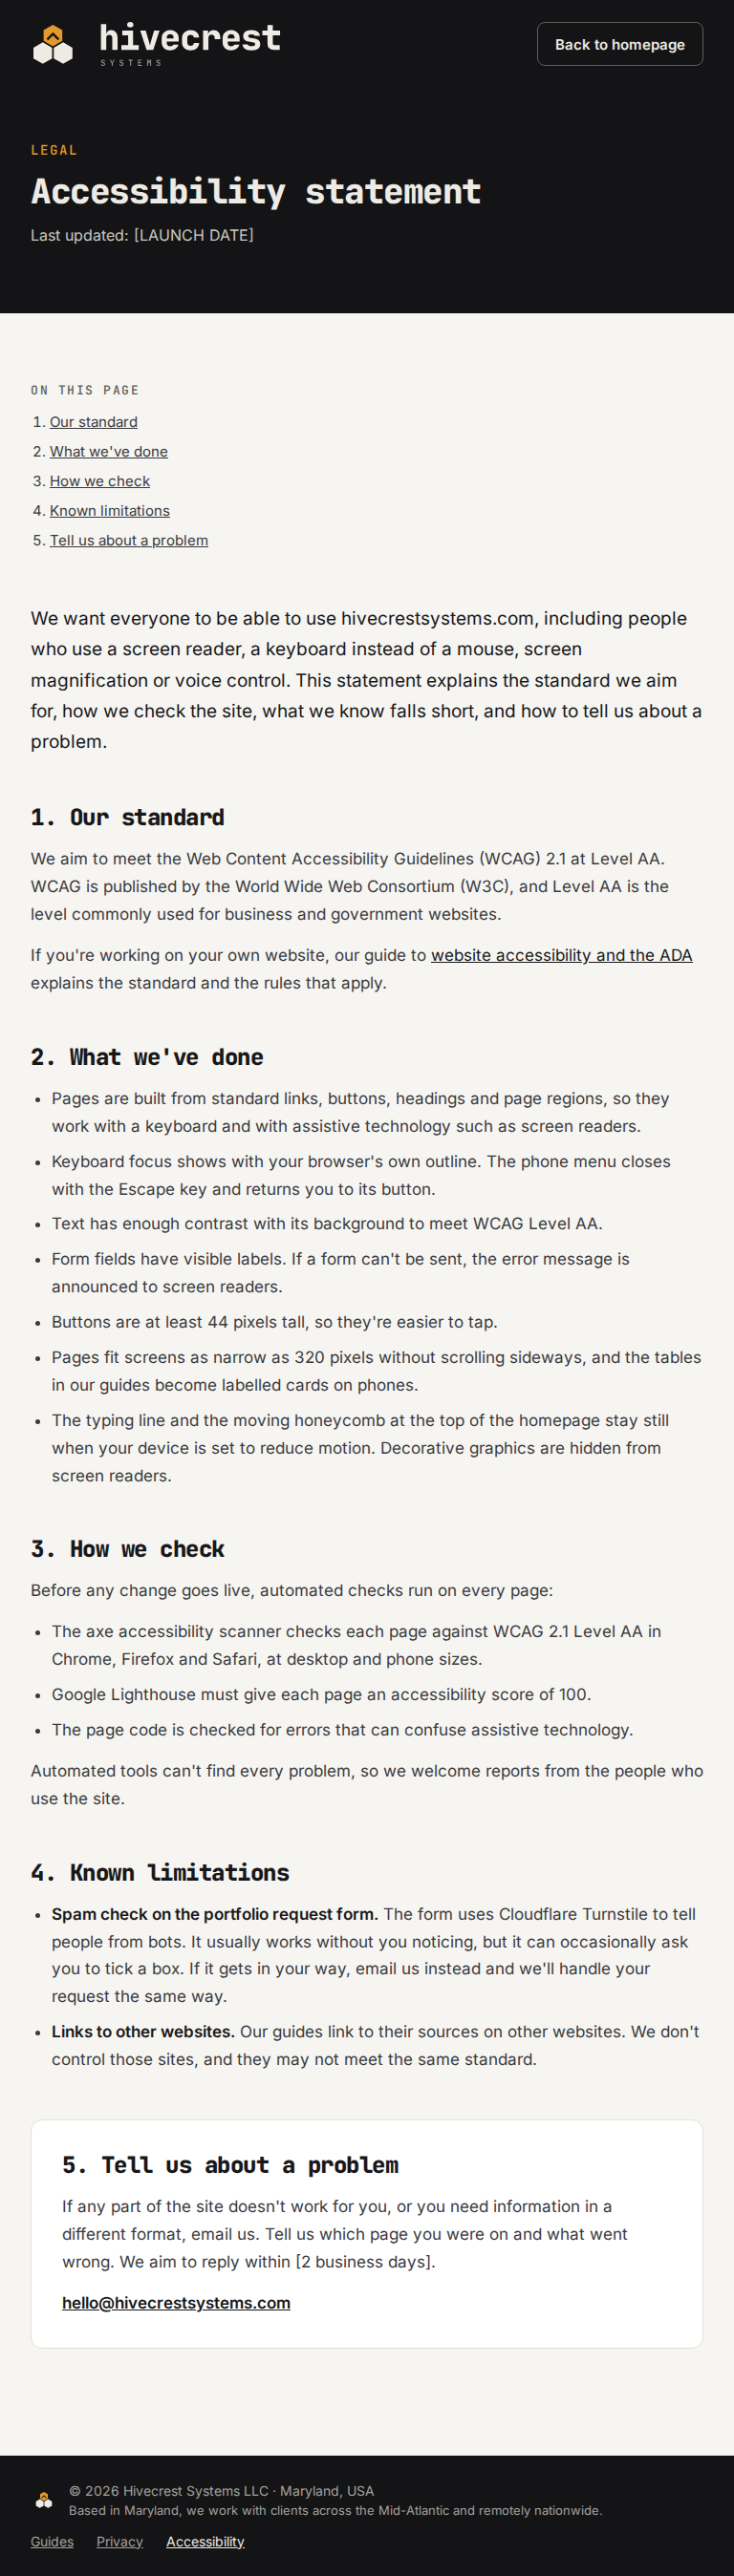 hivecrest
SYSTEMS
Back to homepage
LEGAL
Accessibility statement
Last updated: [LAUNCH DATE]
ON THIS PAGE
1. Our standard
2. What we've done
3. How we check
4. Known limitations
5. Tell us about a problem
We want everyone to be able to use hivecrestsystems.com, including people
who use a screen reader, a keyboard instead of a mouse, screen
magnification or voice control. This statement explains the standard we aim
for, how we check the site, what we know falls short, and how to tell us about a
problem.
1. Our standard
We aim to meet the Web Content Accessibility Guidelines (WCAG) 2.1 at Level AA.
WCAG is published by the World Wide Web Consortium (W3C), and Level AA is the
level commonly used for business and government websites.
If you're working on your own website, our guide to website accessibility and the ADA
explains the standard and the rules that apply.
2. What we've done
• Pages are built from standard links, buttons, headings and page regions, so they
work with a keyboard and with assistive technology such as screen readers.
• Keyboard focus shows with your browser's own outline. The phone menu closes
with the Escape key and returns you to its button.
• Text has enough contrast with its background to meet WCAG Level AA.
• Form fields have visible labels. If a form can't be sent, the error message is
announced to screen readers.
• Buttons are at least 44 pixels tall, so they're easier to tap.
• Pages fit screens as narrow as 320 pixels without scrolling sideways, and the tables
in our guides become labelled cards on phones.
• The typing line and the moving honeycomb at the top of the homepage stay still
when your device is set to reduce motion. Decorative graphics are hidden from
screen readers.
3. How we check
Before any change goes live, automated checks run on every page:
• The axe accessibility scanner checks each page against WCAG 2.1 Level AA in
Chrome, Firefox and Safari, at desktop and phone sizes.
• Google Lighthouse must give each page an accessibility score of 100.
• The page code is checked for errors that can confuse assistive technology.
Automated tools can't find every problem, so we welcome reports from the people who
use the site.
4. Known limitations
• Spam check on the portfolio request form. The form uses Cloudflare Turnstile to tell
people from bots. It usually works without you noticing, but it can occasionally ask
you to tick a box. If it gets in your way, email us instead and we'll handle your
request the same way.
• Links to other websites. Our guides link to their sources on other websites. We don't
control those sites, and they may not meet the same standard.
5. Tell us about a problem
If any part of the site doesn't work for you, or you need information in a
different format, email us. Tell us which page you were on and what went
wrong. We aim to reply within [2 business days].
hello@hivecrestsystems.com
© 2026 Hivecrest Systems LLC · Maryland, USA
Based in Maryland, we work with clients across the Mid-Atlantic and remotely nationwide.
Guides Privacy Accessibility